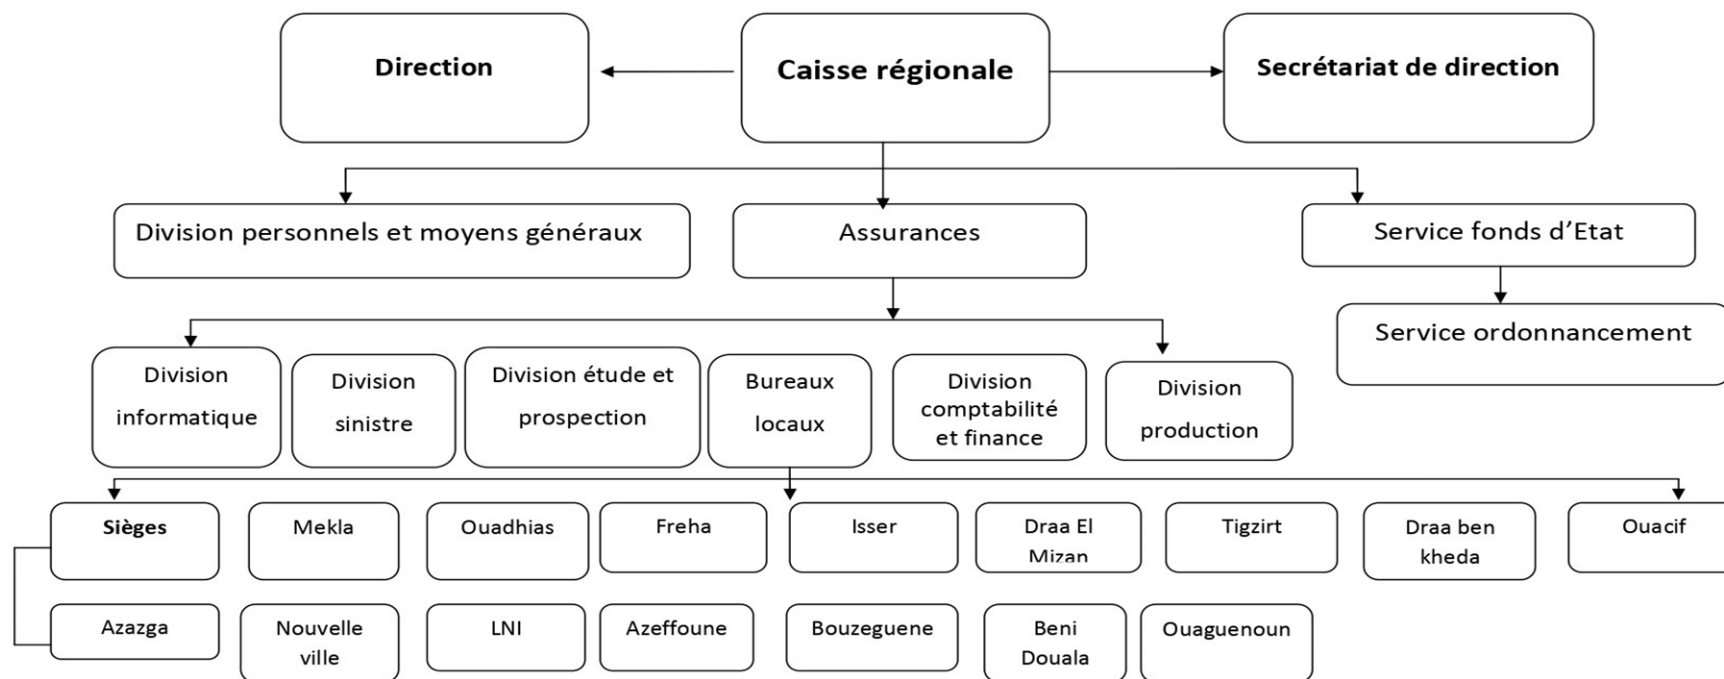 Direction
Caisse régionale
Secrétariat de direction
Division personnels et moyens généraux
Assurances
Service fonds d’Etat
Service ordonnancement
Division
informatique
Division
sinistre
Division étude et
prospection
Bureaux
locaux
Division
comptabilité
et finance
Division
production
Sièges
Mekla
Ouadhias
Freha
Isser
Draa El
Mizan
Tigzirt
Draa ben
kheda
Ouacif
Azazga
Nouvelle
ville
LNI
Azeffoune
Bouzeguene
Beni
Douala
Ouaguenoun